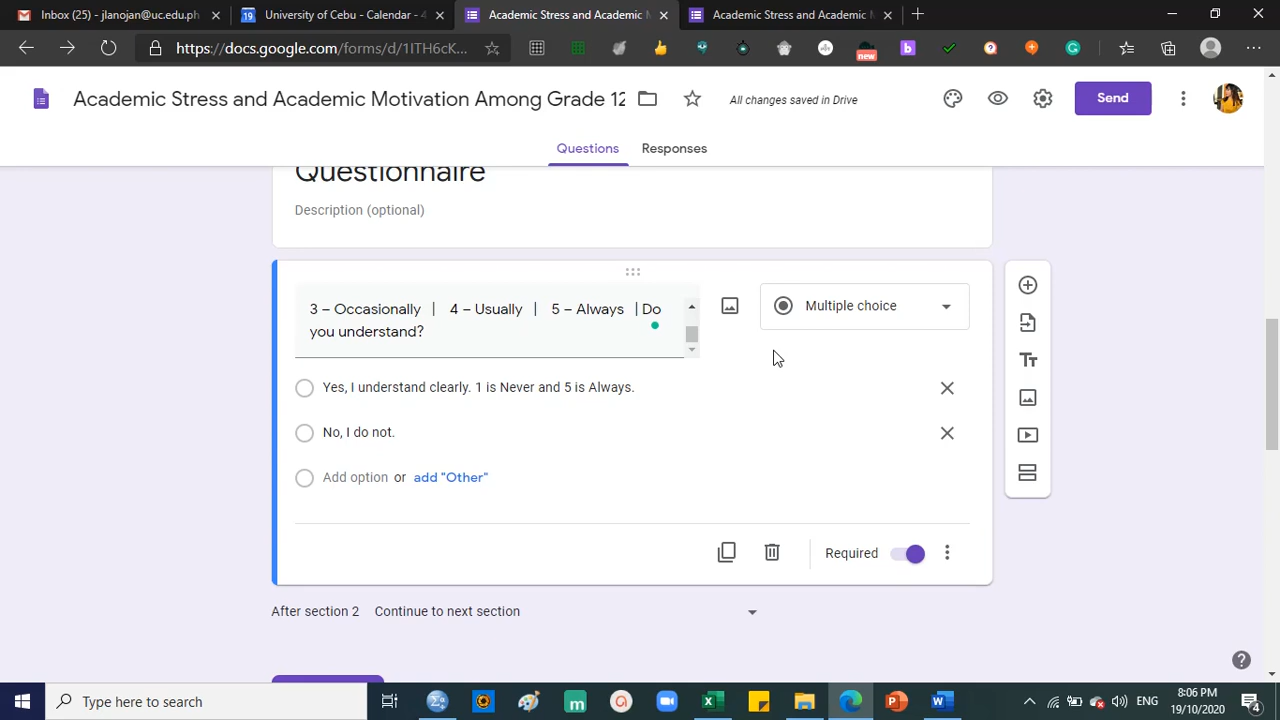 Inbox (25) - jlanojan@uc.edu.p
University of Cebu - Calendar - A
Academic Stress and Academic M
Academic Stress and Academic M
https://docs.google.com/forms/d/1ITH6cK...
new
Academic Stress and Academic Motivation Among Grade 12
All changes saved in Drive
Send
Questions
Responses
Questionnaire
Description (optional)
3 – Occasionally | 4 – Usually | 5 – Always | Do
you understand?
Multiple choice
Yes, I understand clearly. 1 is Never and 5 is Always.
No, I do not.
Add option or add "Other"
Required
After section 2 Continue to next section
Type here to search
ENG
8:06 PM
19/10/2020
4